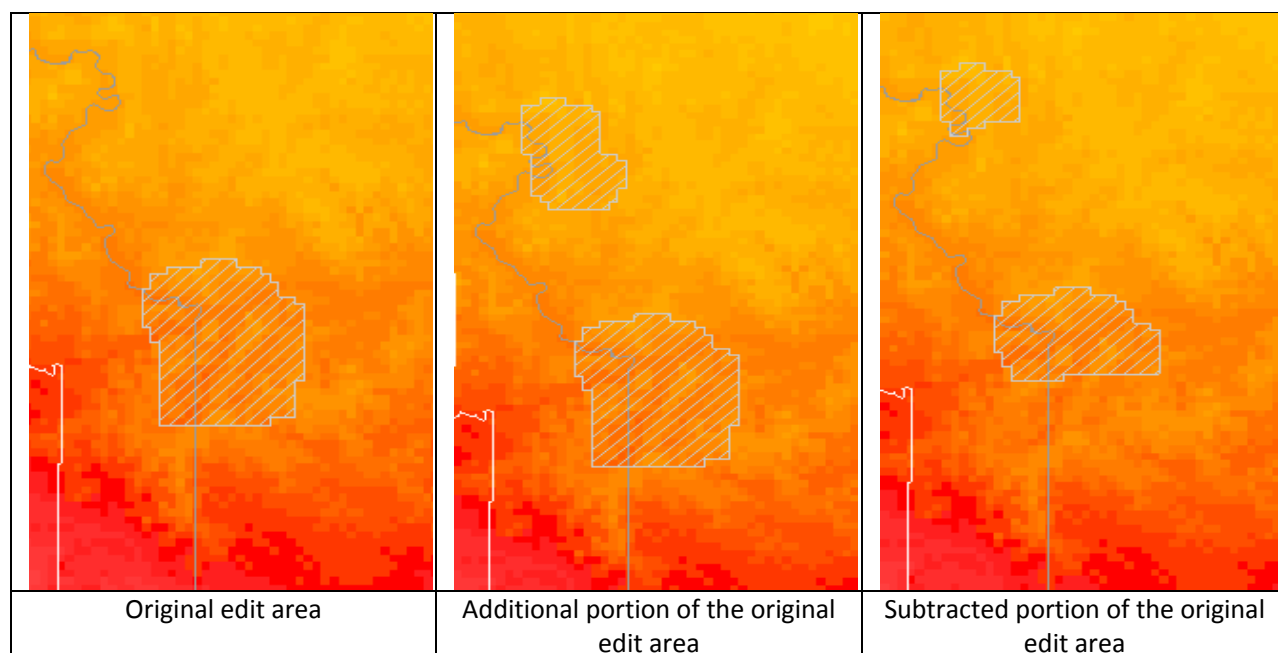 Original edit area
Additional portion of the original
edit area
Subtracted portion of the original
edit area